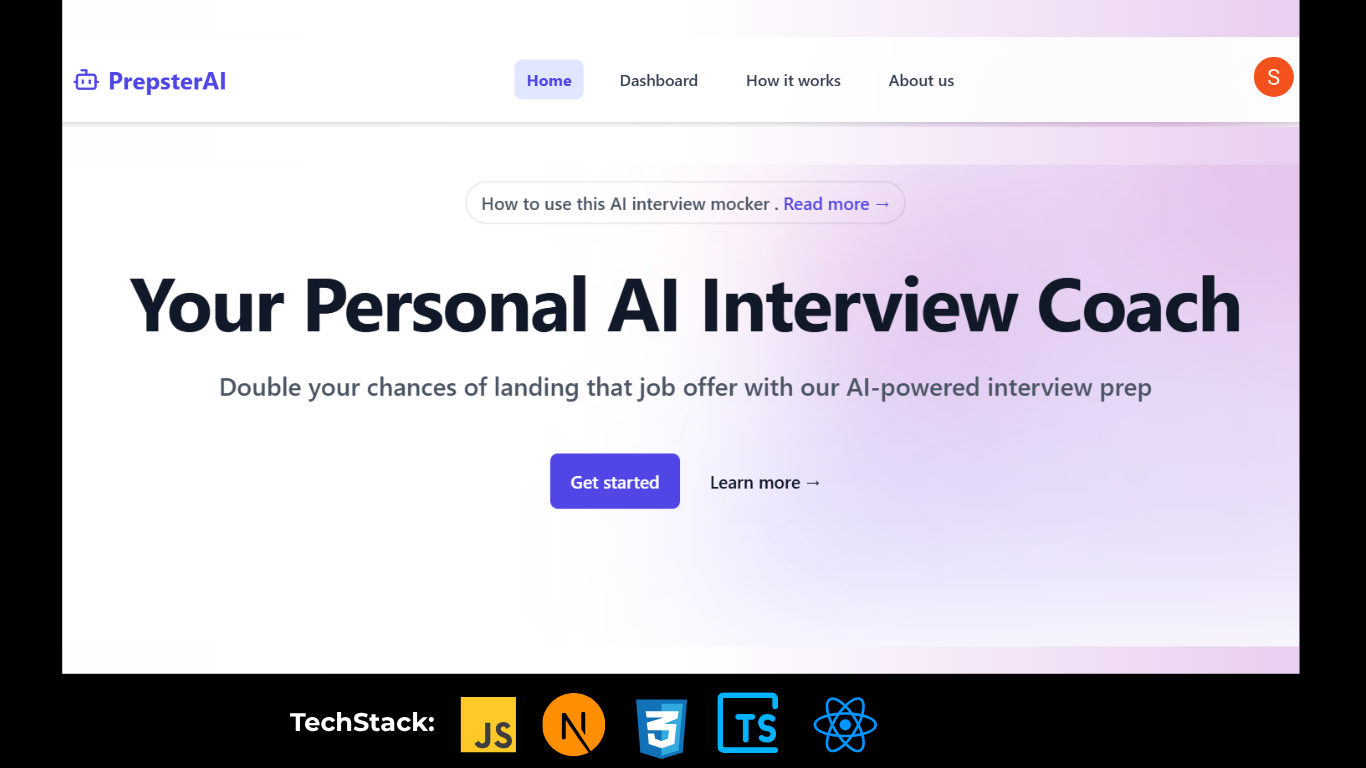 PrepsterAI
Home
Dashboard
How it works
About us
S
How to use this AI interview mocker . Read more →
Your Personal AI Interview Coach
Double your chances of landing that job offer with our AI-powered interview prep
Get started
Learn more →
TechStack:
JS
N
3
TS